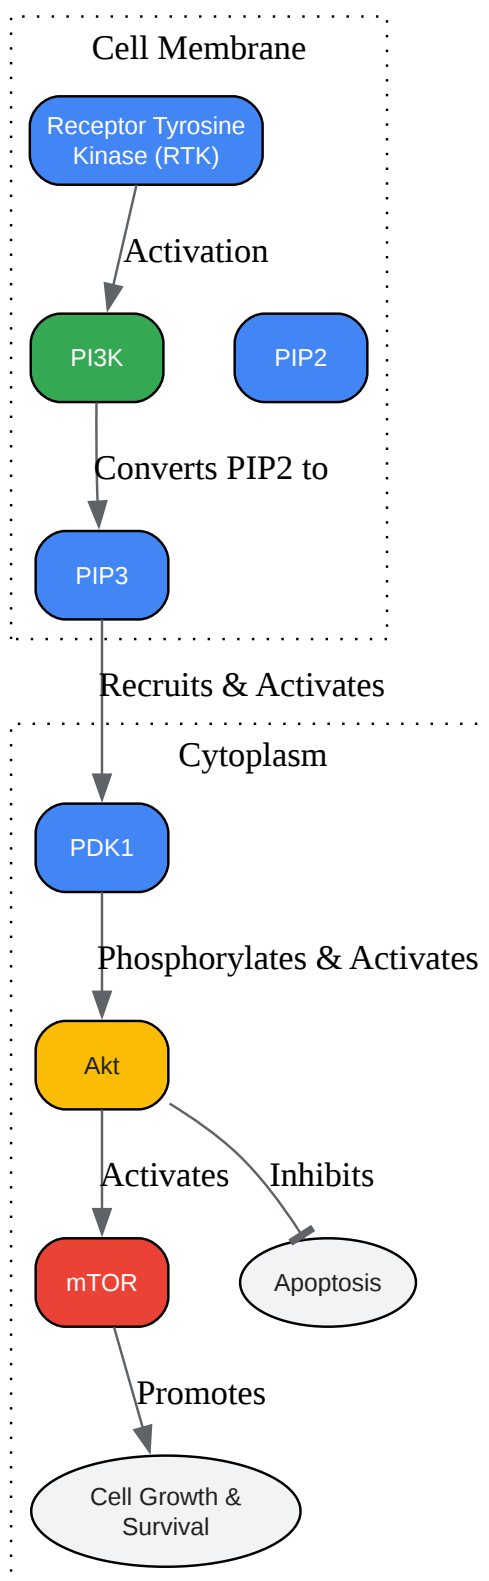 Cell Membrane
Receptor Tyrosine
Kinase (RTK)
Activation
PI3K
PIP2
Converts PIP2 to
PIP3
Recruits & Activates
Cytoplasm
PDK1
Phosphorylates & Activates
Akt
Activates
Inhibits
mTOR
Apoptosis
Promotes
Cell Growth &
Survival